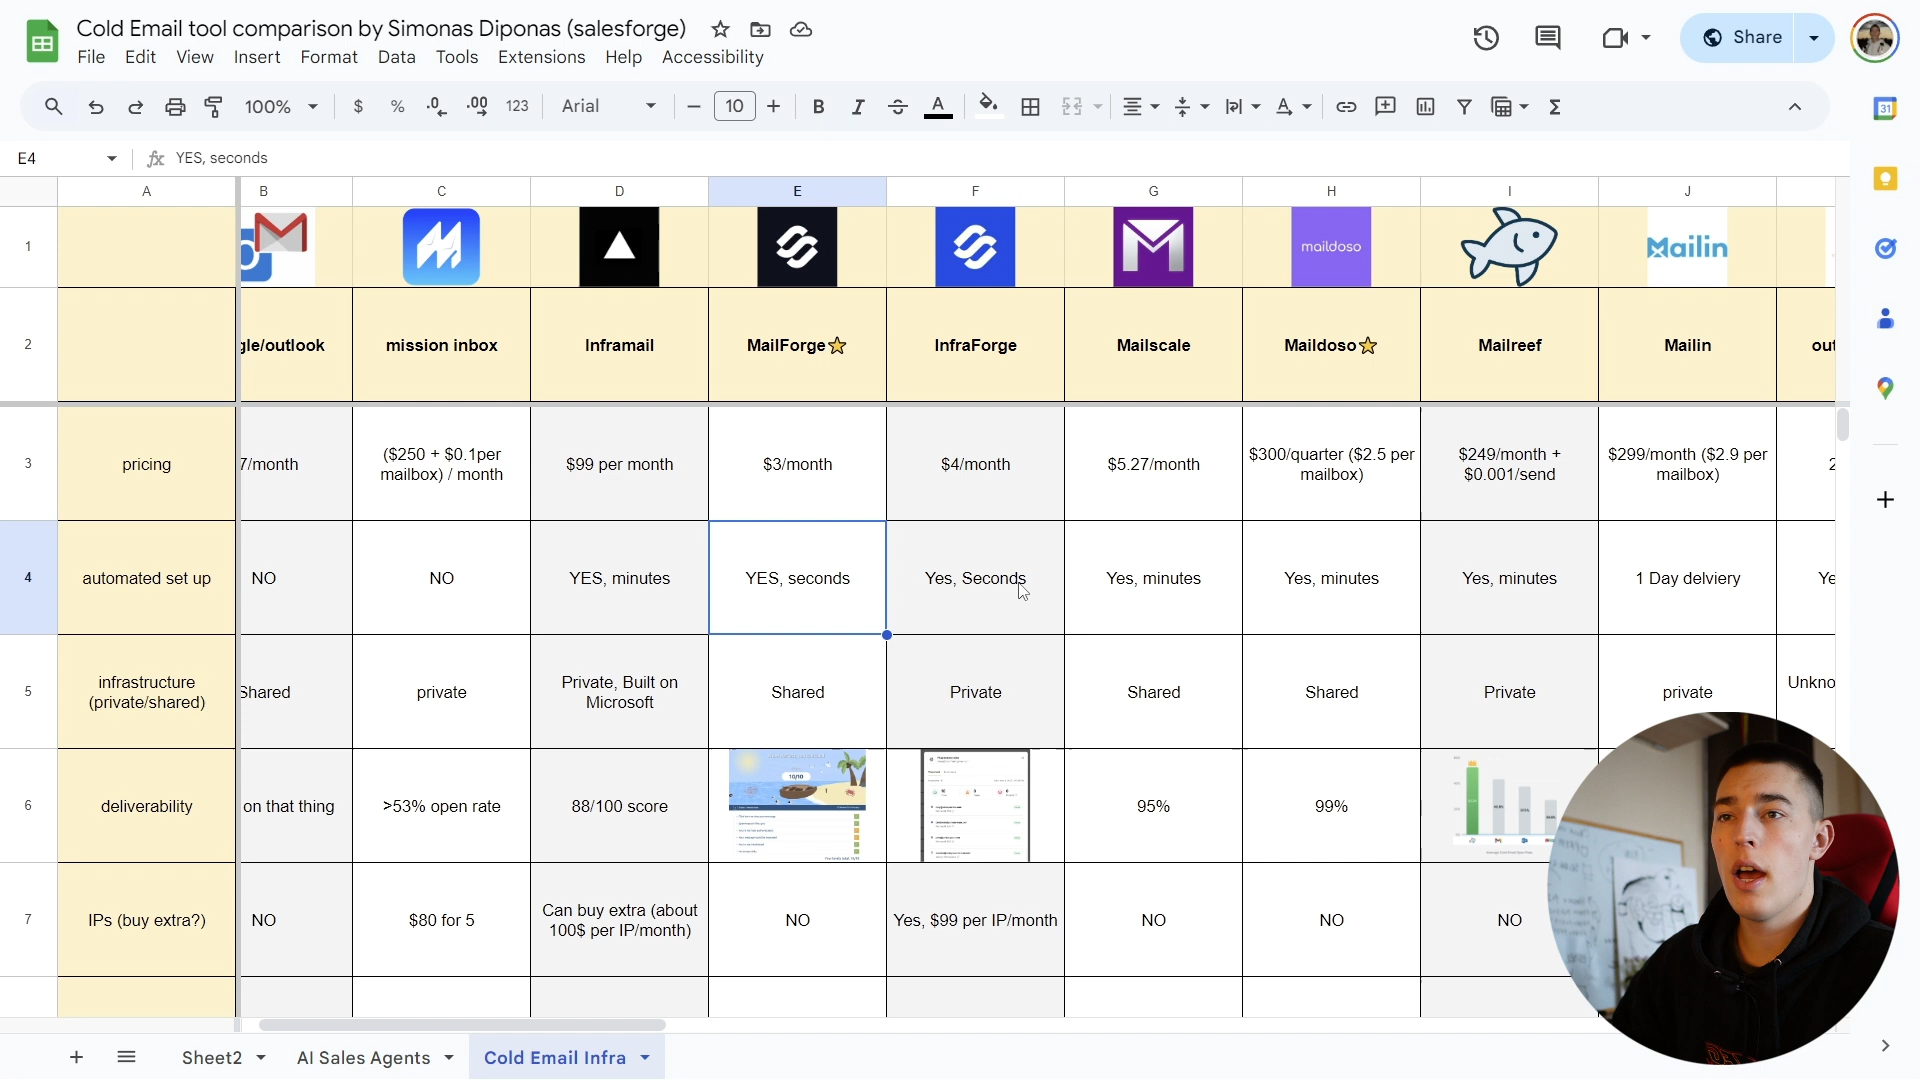 Cold Email tool comparison by Simonas Diponas (salesforge)
File Edit View Insert Format Data Tools Extensions Help Accessibility
Share
100% $ % .0 .00 123 Arial 10 B I A
E4 fx YES, seconds
A B C D E F G H I J
1 maildoso Mailin
2 gle/outlook mission inbox Inframail MailForge⭐ InfraForge Mailscale Maildoso⭐ Mailreef Mailin
3 pricing 7/month ($250 + $0.1per $99 per month $3/month $4/month $5.27/month $300/quarter ($2.5 per $249/month + $299/month ($2.9 per
mailbox) / month mailbox) $0.001/send mailbox)
4 automated set up NO NO YES, minutes YES, seconds Yes, Seconds Yes, minutes Yes, minutes Yes, minutes 1 Day delviery Ye
5 infrastructure Shared private Private, Built on Shared Private Shared Shared Private private Unkno
(private/shared) Microsoft
6 deliverability on that thing >53% open rate 88/100 score 10/10 95% 99%
7 IPs (buy extra?) NO $80 for 5 Can buy extra (about NO Yes, $99 per IP/month NO NO NO
100$ per IP/month)
Sheet2 AI Sales Agents Cold Email Infra
31